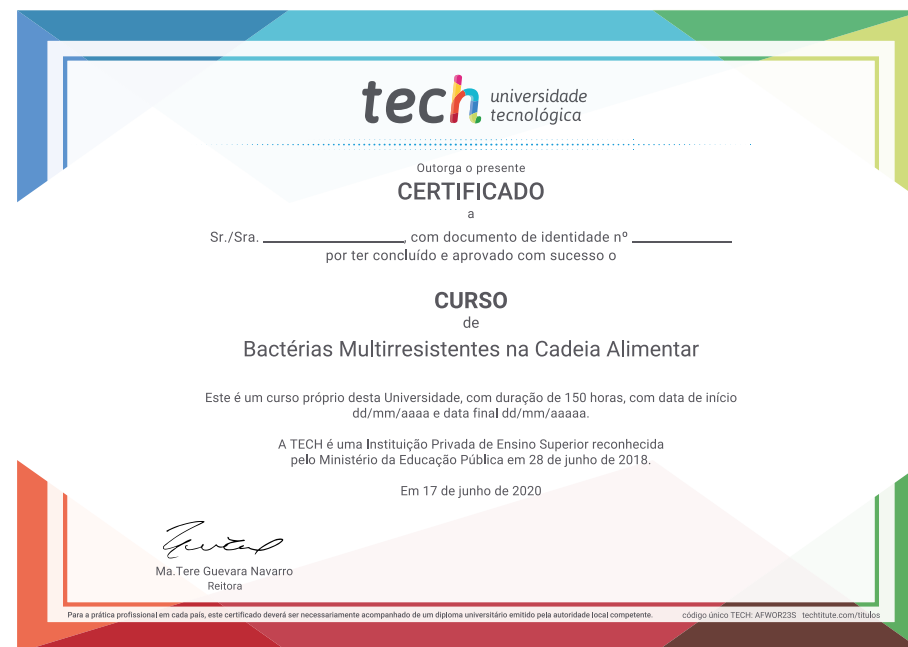 tech universidade
tecnológica
Outorga o presente
CERTIFICADO
a
Sr./Sra. ____________________, com documento de identidade nº ______________
por ter concluído e aprovado com sucesso o
CURSO
de
Bactérias Multirresistentes na Cadeia Alimentar
Este é um curso próprio desta Universidade, com duração de 150 horas, com data de início
dd/mm/aaaa e data final dd/mm/aaaaa.
A TECH é uma Instituição Privada de Ensino Superior reconhecida
pelo Ministério da Educação Pública em 28 de junho de 2018.
Em 17 de junho de 2020
Ma.Tere Guevara Navarro
Reitora
Para a prática profissional em cada país, este certificado deverá ser necessariamente acompanhado de um diploma universitário emitido pela autoridade local competente. código único TECH: AFWOR23S techtitute.com/titulos